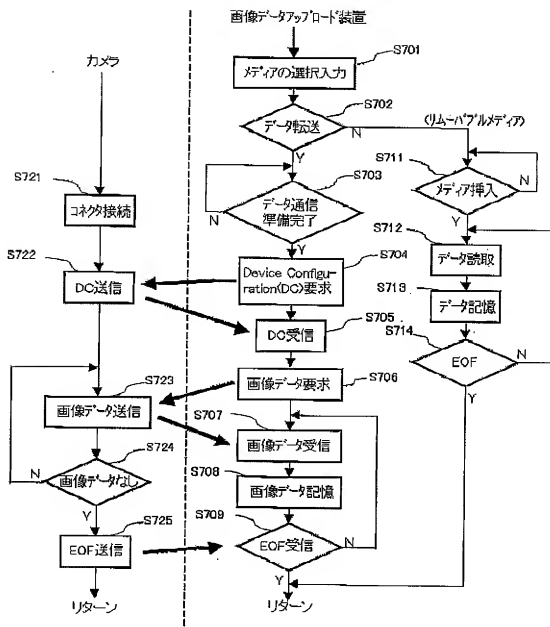 画像データアップロード装置
カメラ
S701
メディアの選択入力
S702
データ転送
N
Y
(リムーバブルメディア)
S711
メディア挿入
N
Y
S703
データ通信
準備完了
N
Y
S721
コネクタ接続
S712
データ読取
S722
DC送信
S704
Device Configu-
ration(DC)要求
S713
データ記憶
S705
DC受信
S714
EOF
N
Y
S723
画像データ送信
S706
画像データ要求
S707
画像データ受信
S724
画像データなし
N
Y
S708
画像データ記憶
S725
EOF送信
S709
EOF受信
N
Y
リターン
リターン